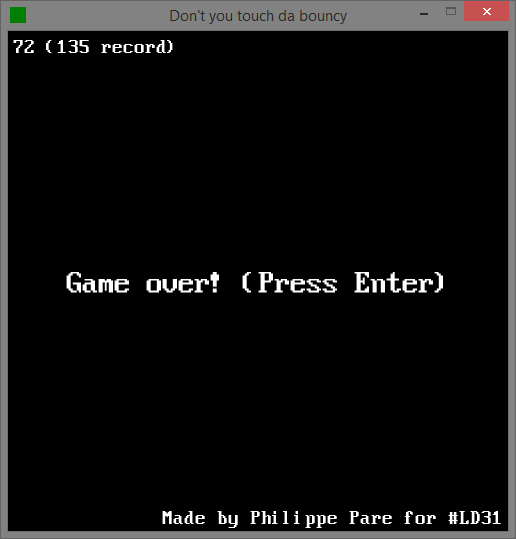 Don't you touch da bouncy
72 (135 record)
Game over! (Press Enter)
Made by Philippe Pare for #LD31